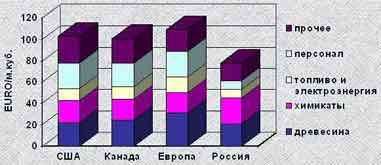 EURO/м.куб.
120
100
80
60
40
20
0
США Канада Европа Россия
прочее
персонал
топливо и
электроэнергия
химикаты
древесина